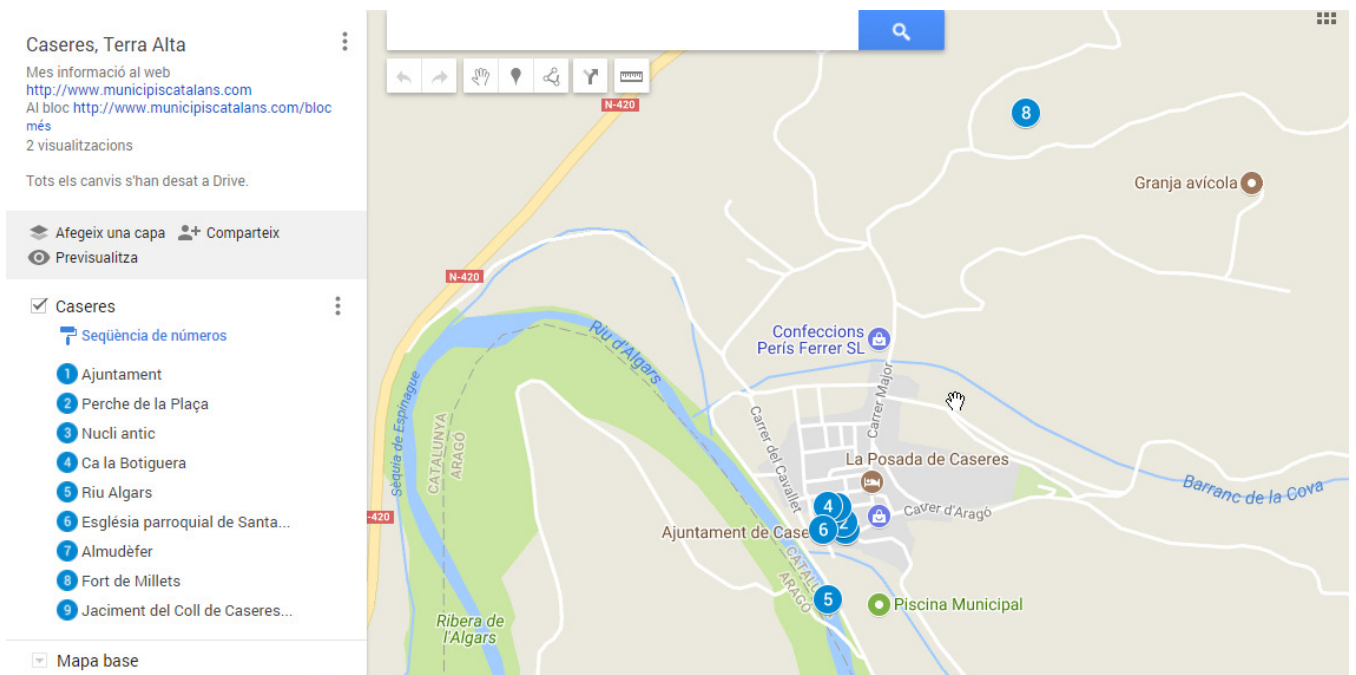 Caseres, Terra Alta
Mes informació al web
http://www.municipiscatalans.com
Al bloc http://www.municipiscatalans.com/bloc
més
2 visualitzacions
Tots els canvis s'han desat a Drive.
Afegeix una capa
Comparteix
Previsualitza
Caseres
Seqüència de números
1 Ajuntament
2 Perche de la Plaça
3 Nucli antic
4 Ca la Botiguera
5 Riu Algars
6 Església parroquial de Santa...
7 Almudèfer
8 Fort de Millets
9 Jaciment del Coll de Caseres...
Mapa base
N-420
8
Granja avícola
N-420
Riu d'Algars
Confeccions
Perís Ferrer SL
Sèquia de Espinague
CATALUNYA
ARAGÓ
Carrer Major
Carrer del Cavallet
La Posada de Caseres
Barranc de la Cova
-420
4
Carrer d'Aragó
Ajuntament de Case
6
2
CATALU
ARAGÓ
5
Piscina Municipal
Ribera de
l'Algars